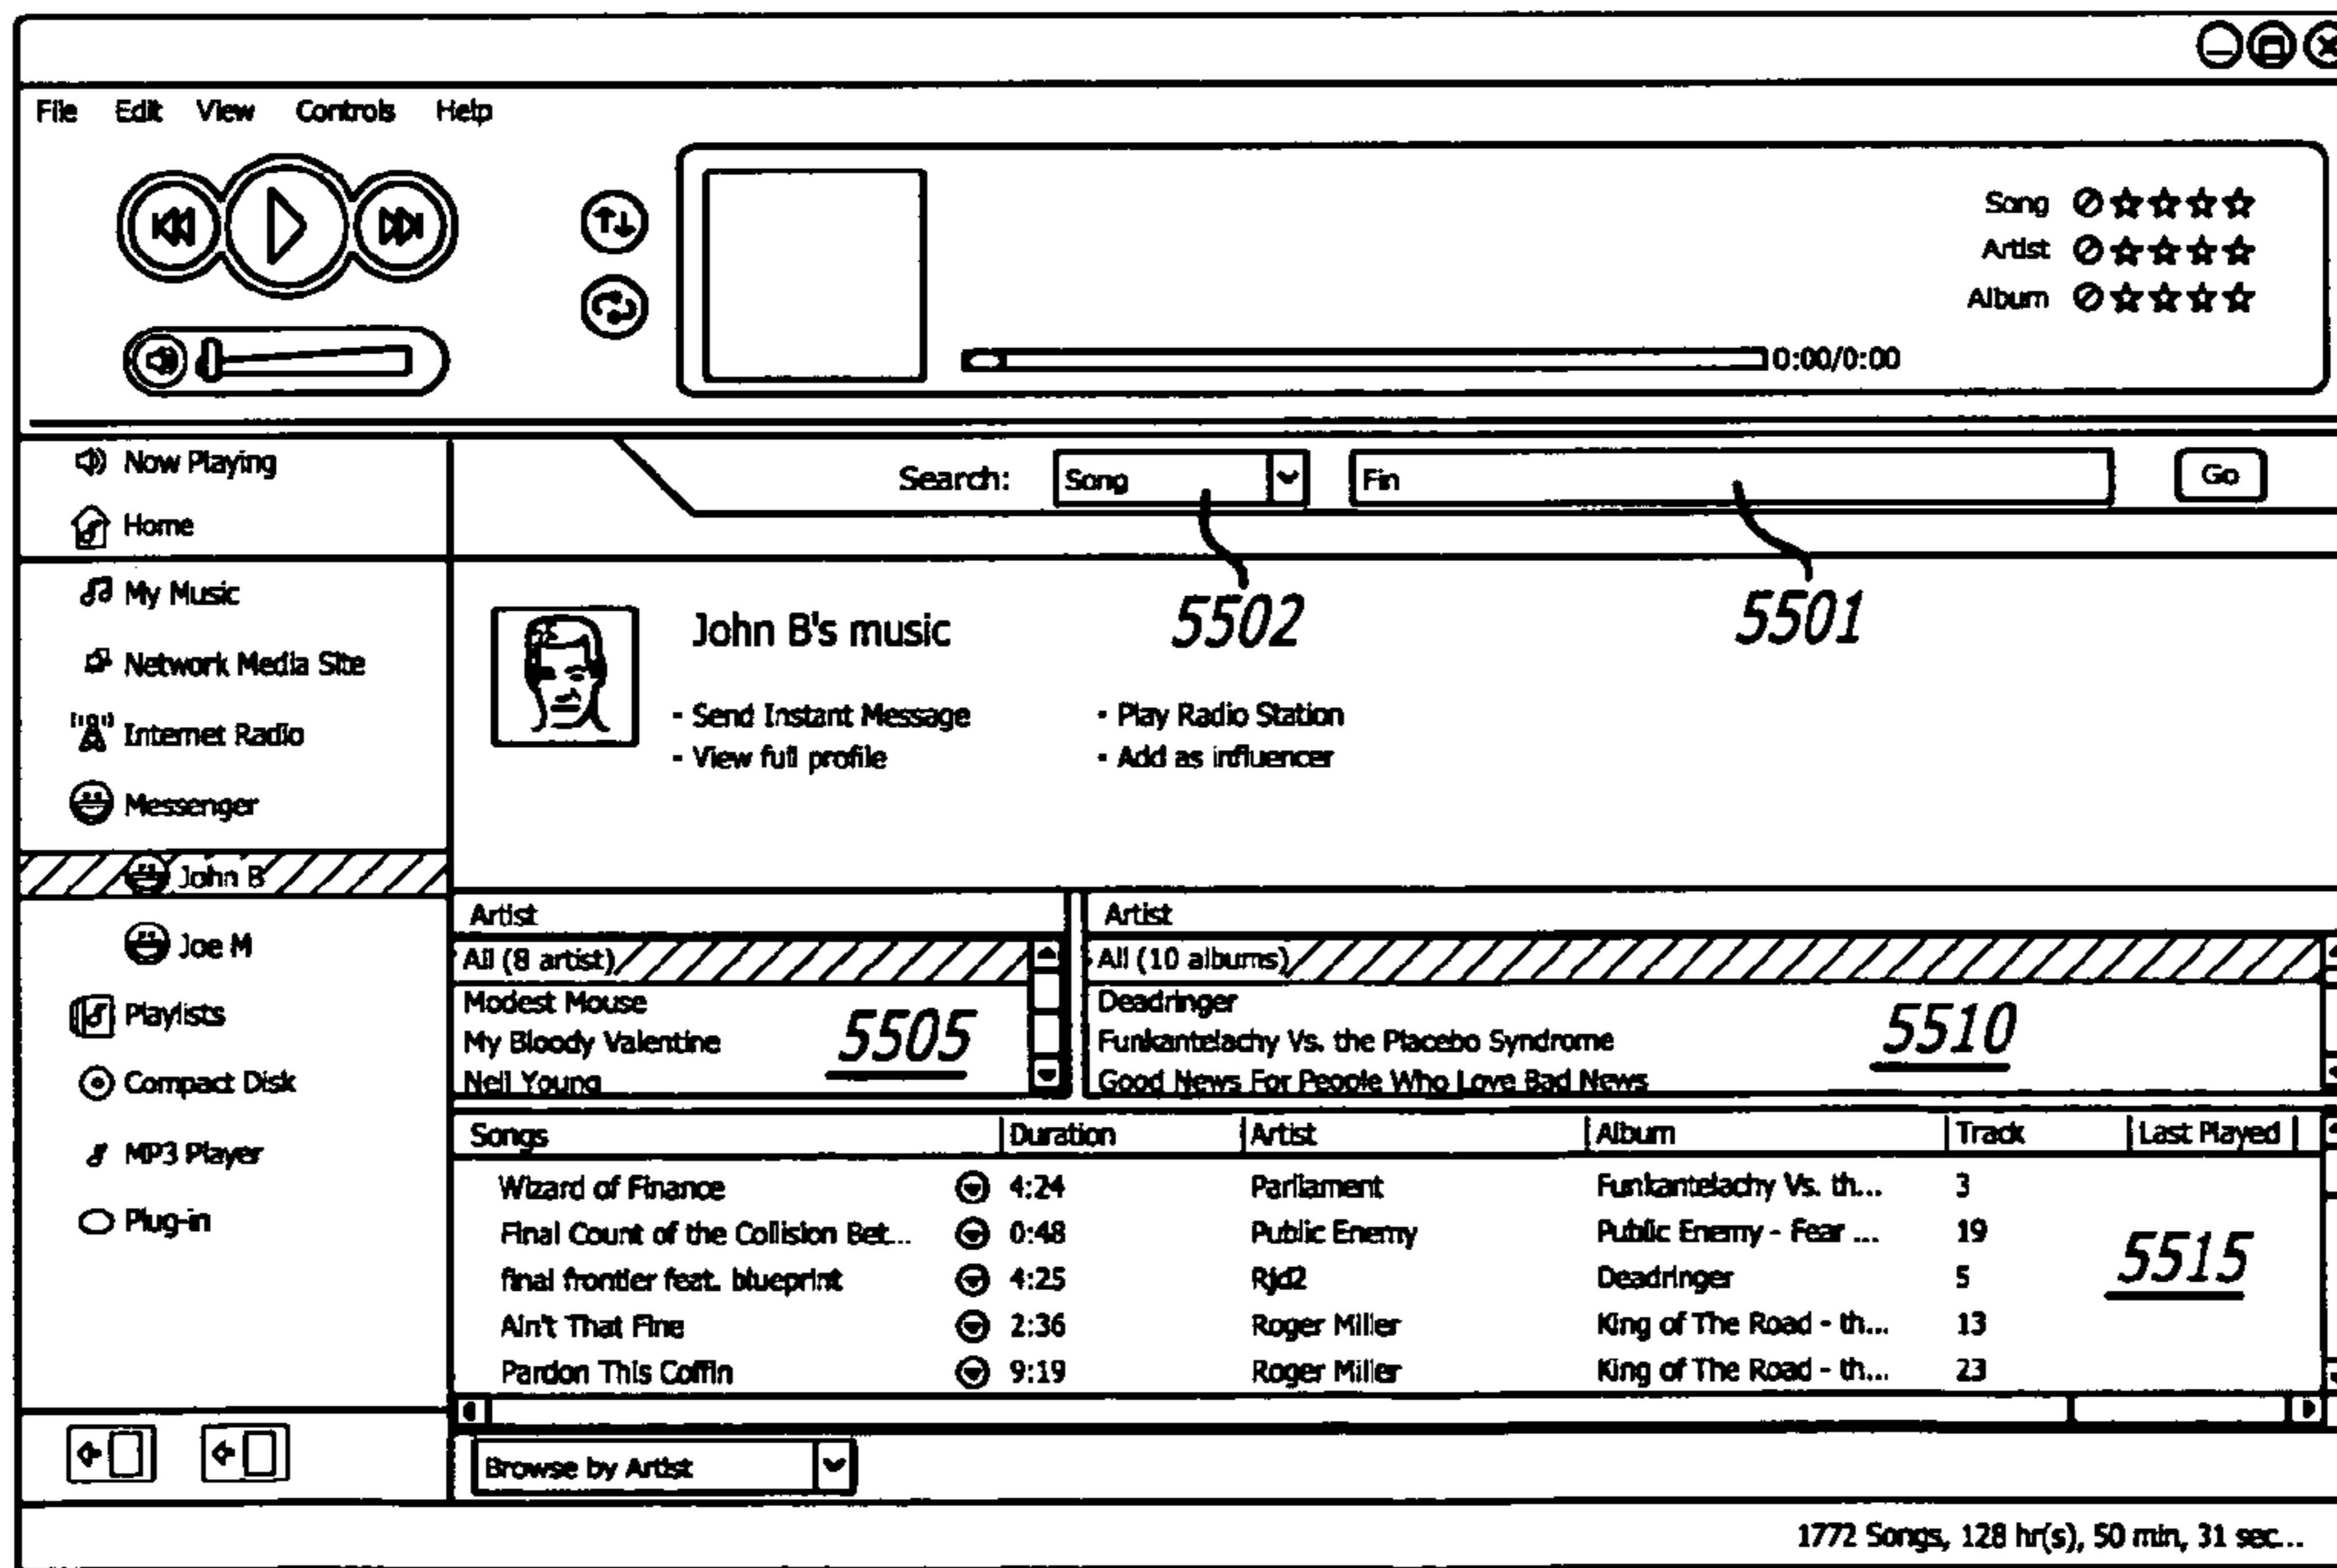 File Edit View Controls Help
Song
Artist
Album
0:00/0:00
Now Playing
Home
My Music
Network Media Site
Internet Radio
Messenger
John B
Joe M
Playlists
Compact Disk
MP3 Player
Plug-in
Search: Song Fin Go
5502 5501
John B's music
- Send Instant Message
- View full profile
- Play Radio Station
- Add as influencer
Artist
All (8 artist)
Modest Mouse
My Bloody Valentine
Neil Young
5505
Artist
All (10 albums)
Deadringer
Funkantelachy Vs. the Placebo Syndrome
Good News For People Who Love Bad News
5510
Songs Duration Artist Album Track Last Played
Wizard of Finance 4:24 Parliament Funkantelachy Vs. th... 3
Final Count of the Collision Bet... 0:48 Public Enemy Public Enemy - Fear ... 19
final frontier feat. blueprint 4:25 Rjd2 Deadringer 5
Ain't That Fine 2:36 Roger Miller King of The Road - th... 13
Pardon This Coffin 9:19 Roger Miller King of The Road - th... 23
5515
Browse by Artist
1772 Songs, 128 hr(s), 50 min, 31 sec...